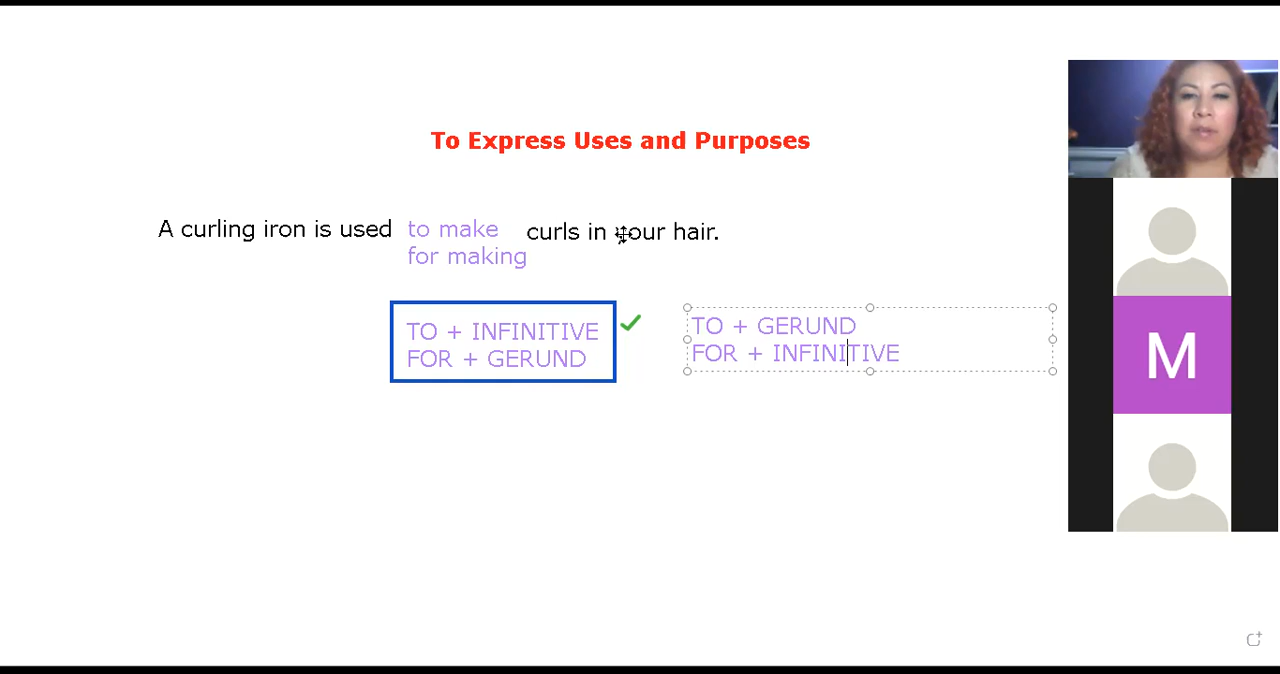 To Express Uses and Purposes
A curling iron is used to make curls in your hair.
for making
TO + INFINITIVE
FOR + GERUND
TO + GERUND
FOR + INFINITIVE
M